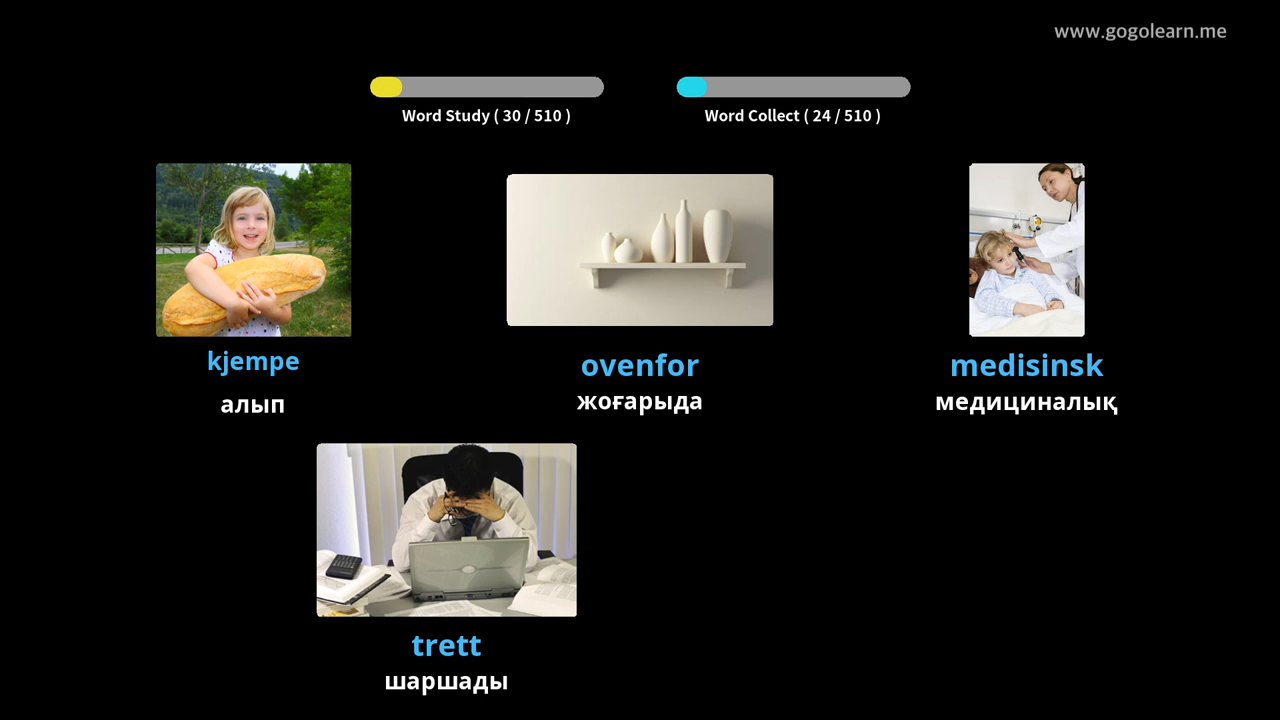 www.gogolearn.me
Word Study ( 30 / 510 )
Word Collect ( 24 / 510 )
kjempe
алып
ovenfor
жоғарыда
medisinsk
медициналық
trett
шаршады